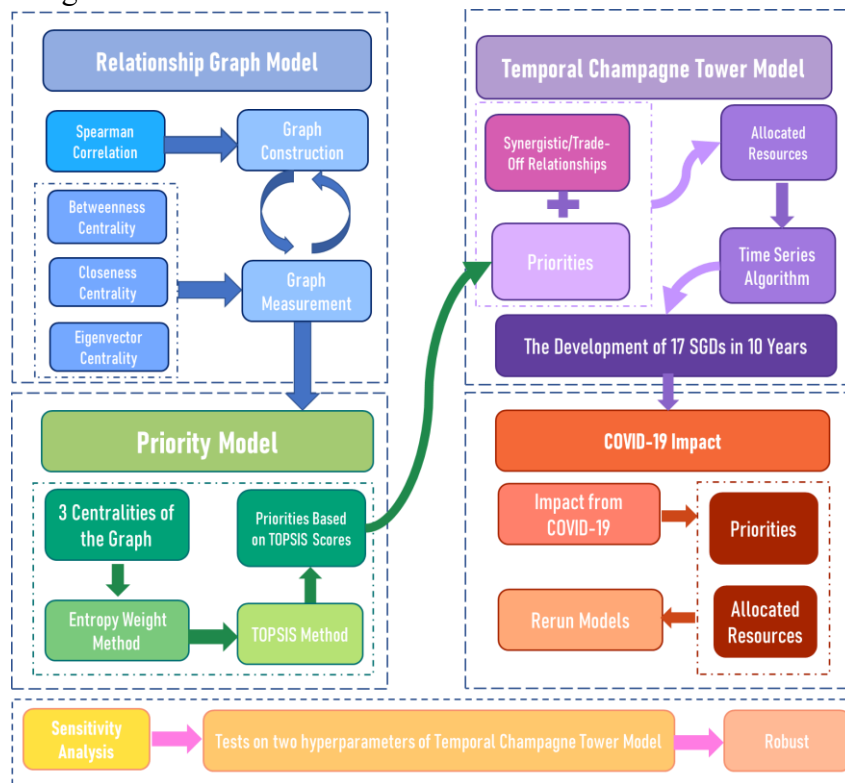 Relationship Graph Model
Spearman
Correlation
Graph
Construction
Betweenness
Centrality
Closeness
Centrality
Eigenvector
Centrality
Graph
Measurement
Temporal Champagne Tower Model
Synergistic/Trade-
Off Relationships
Priorities
Allocated
Resources
Time Series
Algorithm
The Development of 17 SGDs in 10 Years
Priority Model
3 Centralities of
the Graph
Priorities Based
on TOPSIS Scores
Entropy Weight
Method
TOPSIS Method
COVID-19 Impact
Impact from
COVID-19
Priorities
Rerun Models
Allocated
Resources
Sensitivity
Analysis
Tests on two hyperparameters of Temporal Champagne Tower Model
Robust